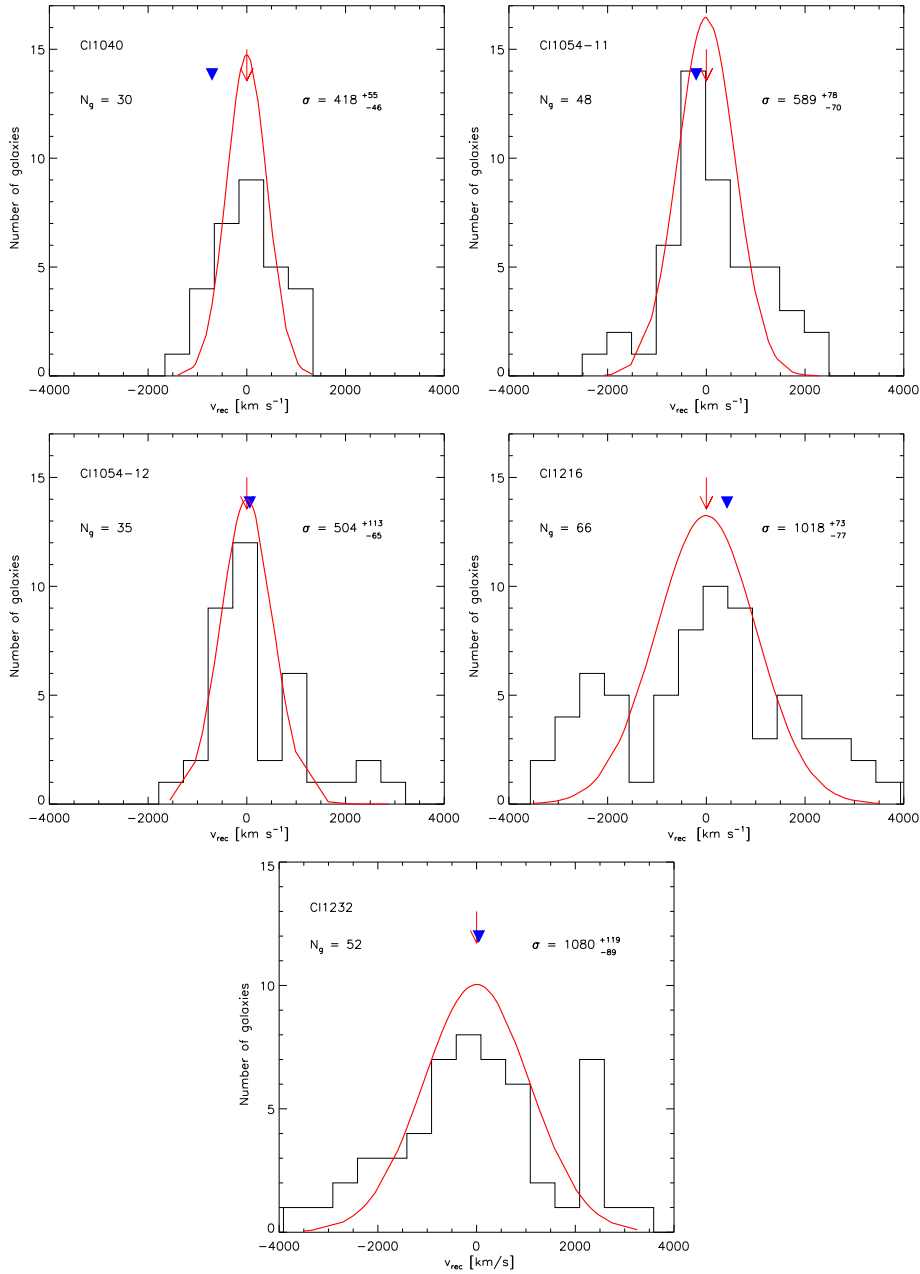 Cl1040
N_g = 30
σ = 418 +55 -46
Number of galaxies
15
10
5
0
-4000 -2000 0 2000 4000
v_rec [km s⁻¹]
Cl1054-11
N_g = 48
σ = 589 +78 -70
Number of galaxies
15
10
5
0
-4000 -2000 0 2000 4000
v_rec [km s⁻¹]
Cl1054-12
N_g = 35
σ = 504 +113 -65
Number of galaxies
15
10
5
0
-4000 -2000 0 2000 4000
v_rec [km s⁻¹]
Cl1216
N_g = 66
σ = 1018 +73 -77
Number of galaxies
15
10
5
0
-4000 -2000 0 2000 4000
v_rec [km s⁻¹]
Cl1232
N_g = 52
σ = 1080 +119 -89
Number of galaxies
15
10
5
0
-4000 -2000 0 2000 4000
v_rec [km/s]